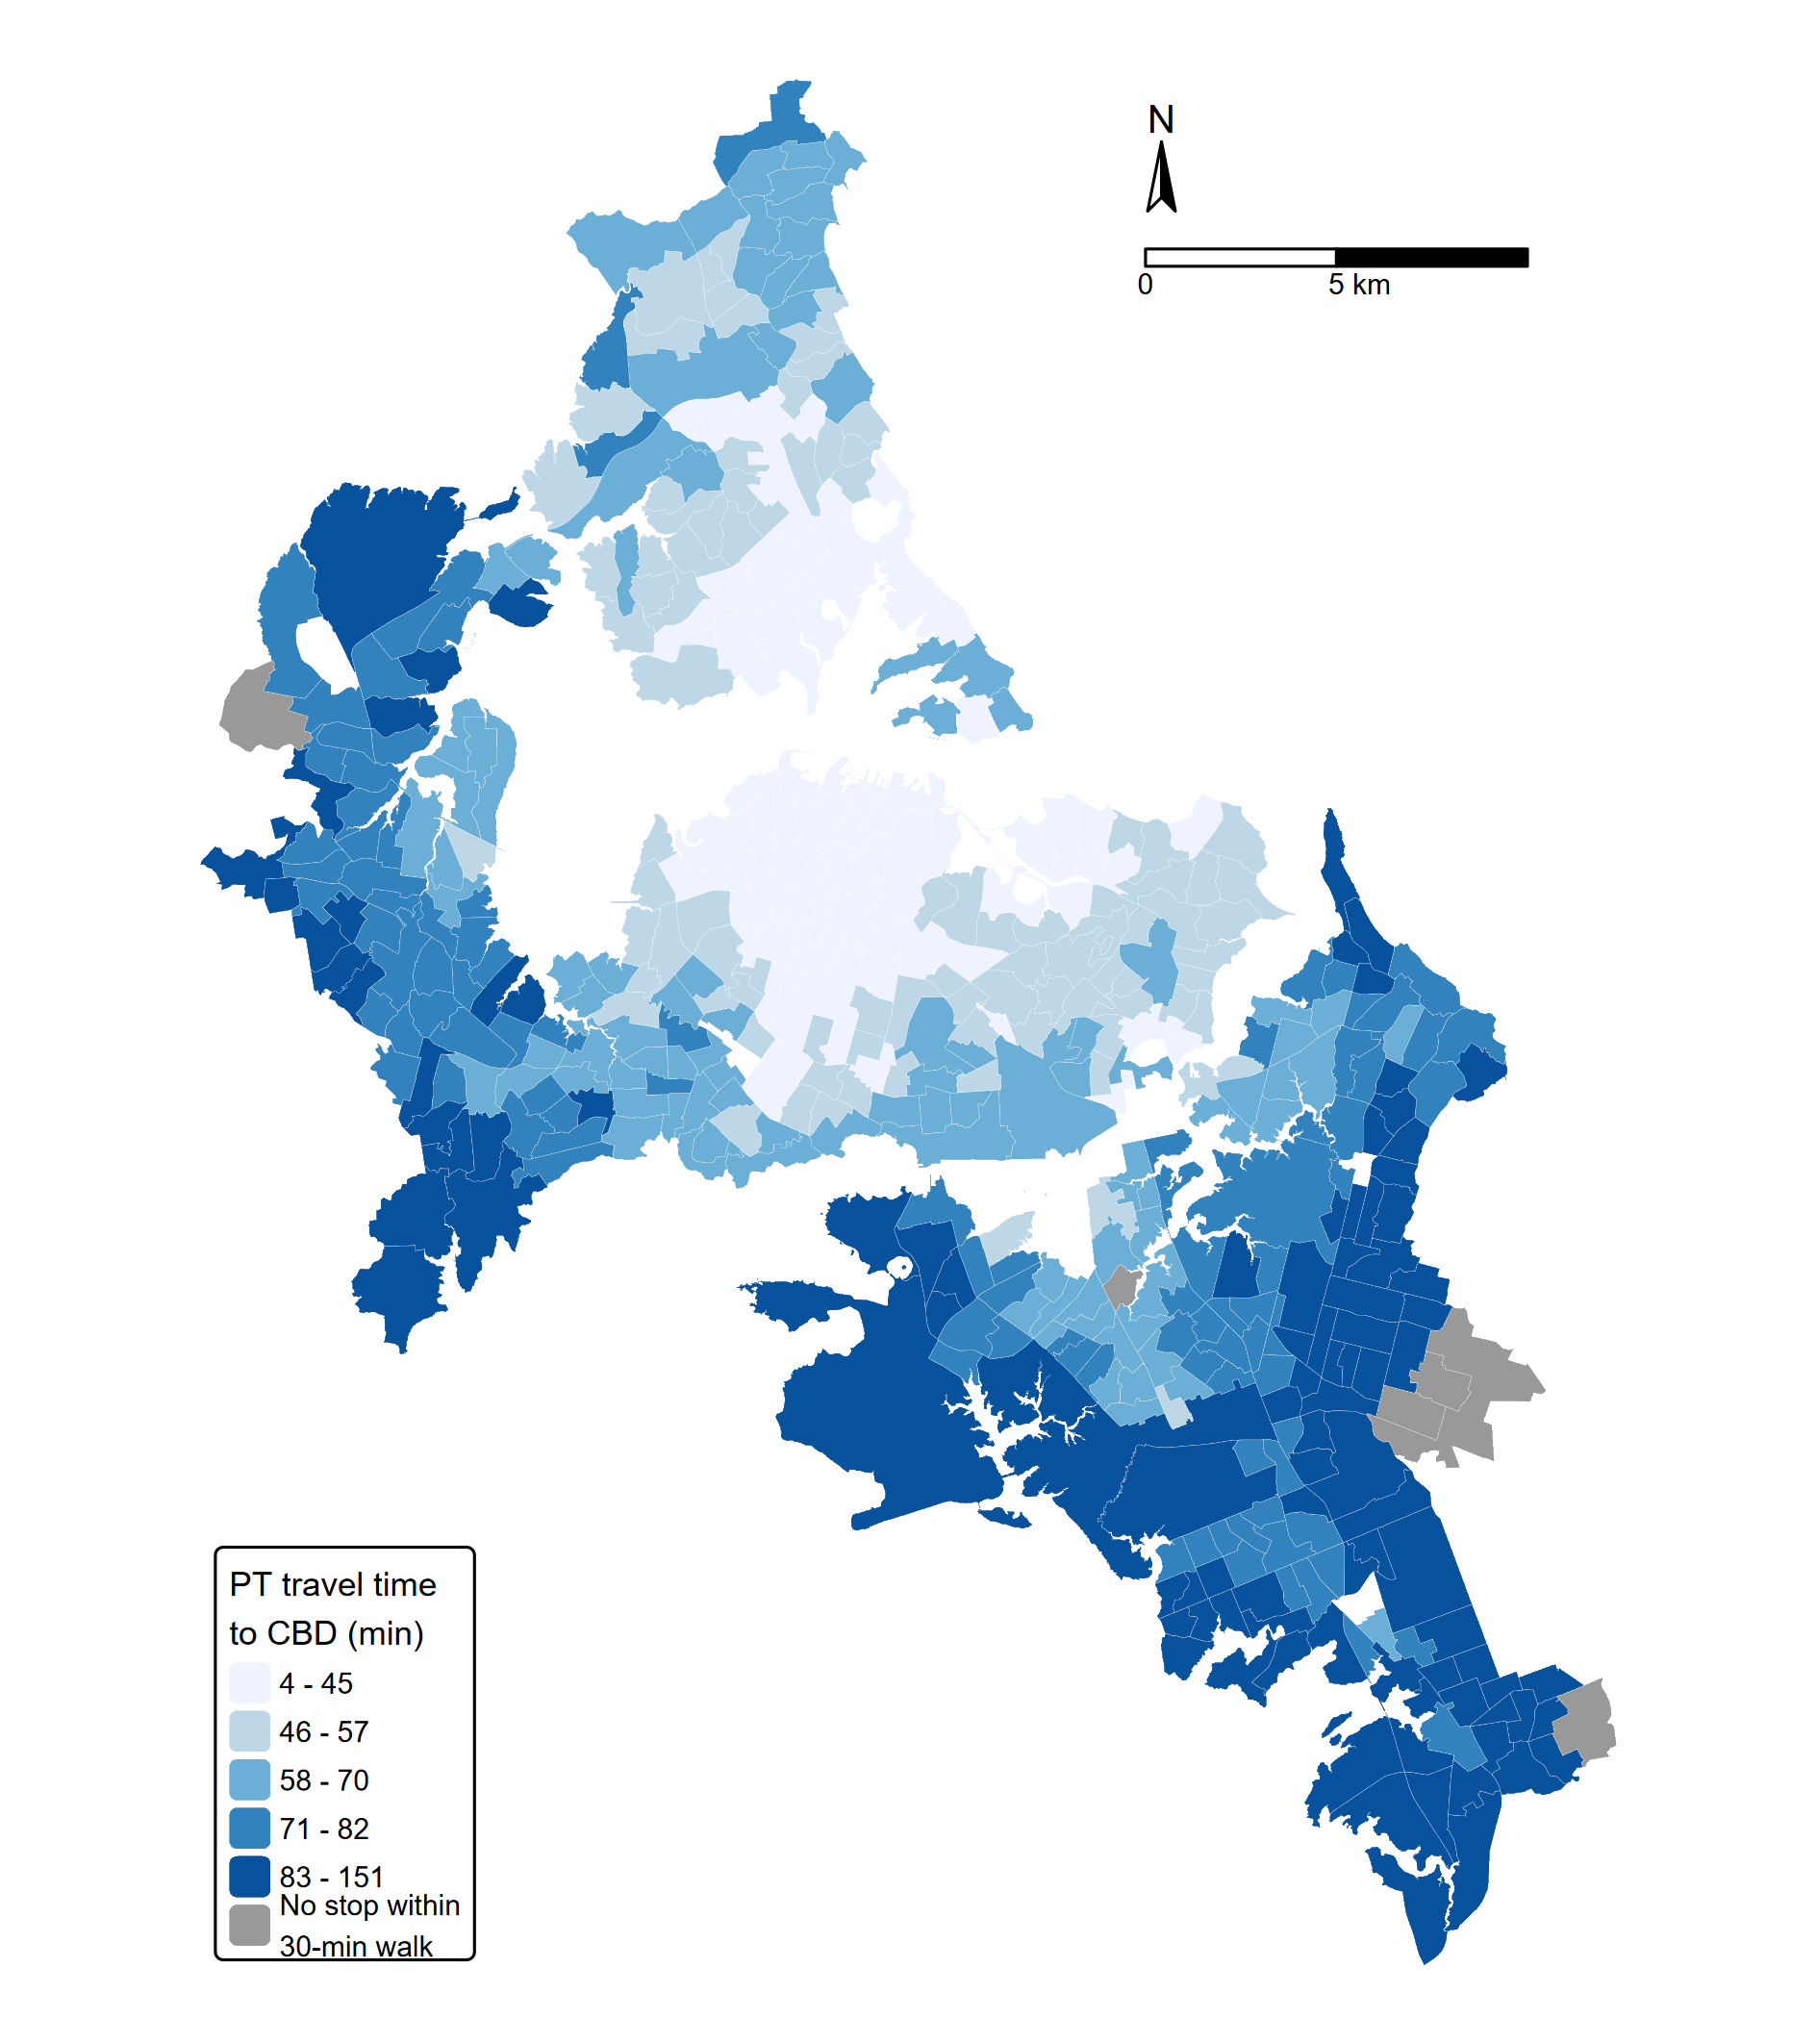 N
0 5 km
PT travel time
to CBD (min)
4 - 45
46 - 57
58 - 70
71 - 82
83 - 151
No stop within
30-min walk